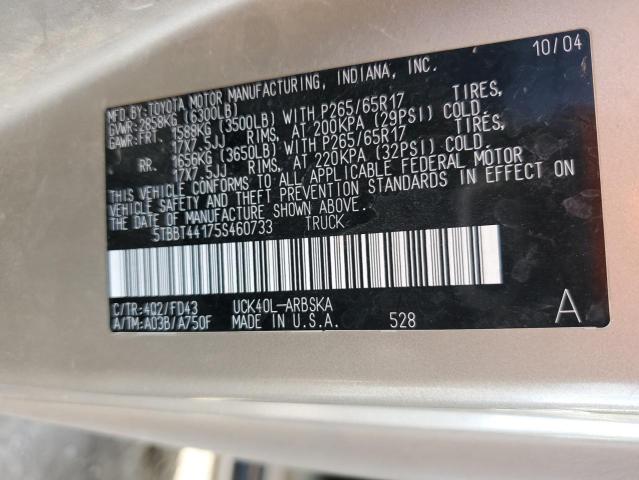 10/04
MFD.BY:TOYOTA MOTOR MANUFACTURING, INDIANA, INC.
GVWR:2858KG (6300LB)
GAWR:FRT. 1589KG (3500LB) WITH P265/65R17 TIRES,
17X7.5JJ RIMS, AT 200KPA (29PSI) COLD.
RR. 1656KG (3650LB) WITH P265/65R17 TIRES,
17X7.5JJ RIMS, AT 220KPA (32PSI) COLD.
THIS VEHICLE CONFORMS TO ALL APPLICABLE FEDERAL MOTOR
VEHICLE SAFETY AND THEFT PREVENTION STANDARDS IN EFFECT ON
THE DATE OF MANUFACTURE SHOWN ABOVE.
5TBBT44175S460733 TRUCK
C/TR:4Q2/FD43 UCK40L-ARBSKA
A/TM:A03B/A750F MADE IN U.S.A. 528 A